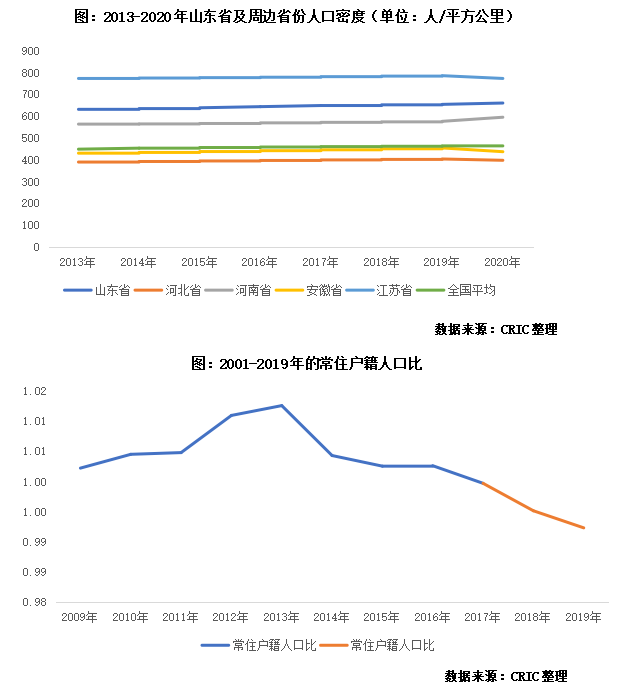 图：2013-2020年山东省及周边省份人口密度（单位：人/平方公里）
900
800
700
600
500
400
300
200
100
0
2013年 2014年 2015年 2016年 2017年 2018年 2019年 2020年
山东省 河北省 河南省 安徽省 江苏省 全国平均
数据来源：CRIC整理
图：2001-2019年的常住户籍人口比
1.02
1.01
1.01
1.00
1.00
0.99
0.99
0.98
2009年 2010年 2011年 2012年 2013年 2014年 2015年 2016年 2017年 2018年 2019年
常住户籍人口比 常住户籍人口比
数据来源：CRIC整理